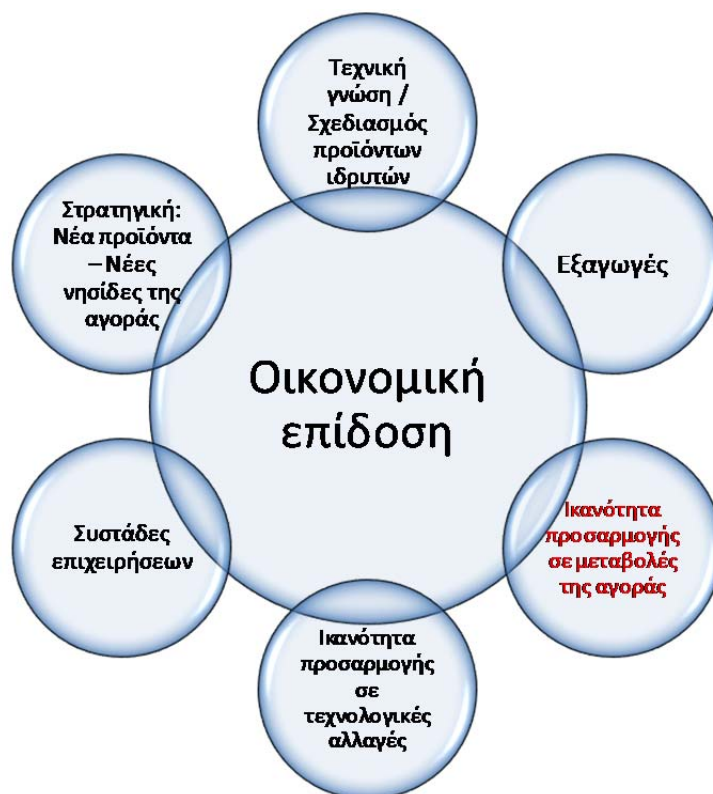 Τεχνική
γνώση /
Σχεδιασμός
προϊόντων
ιδρυτών
Στρατηγική:
Νέα προϊόντα
– Νέες
νησίδες της
αγοράς
Εξαγωγές
Οικονομική
επίδοση
Συστάδες
επιχειρήσεων
Ικανότητα
προσαρμογής
σε μεταβολές
της αγοράς
Ικανότητα
προσαρμογής
σε
τεχνολογικές
αλλαγές